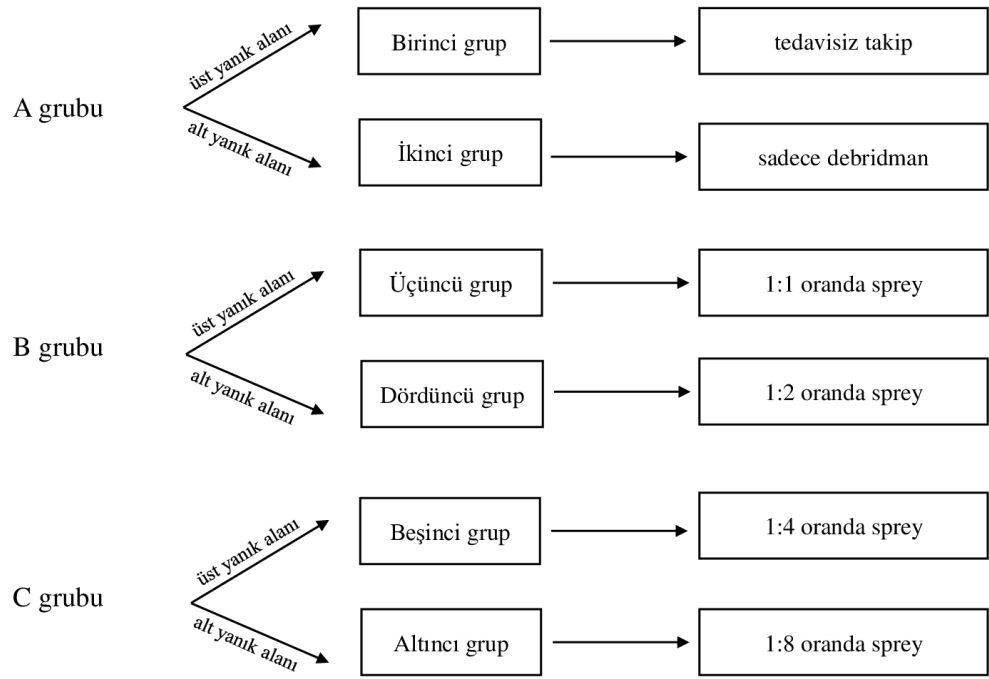 A grubu
üst yanık alanı
Birinci grup
tedavisiz takip
alt yanık alanı
İkinci grup
sadece debridman
B grubu
üst yanık alanı
Üçüncü grup
1:1 oranda sprey
alt yanık alanı
Dördüncü grup
1:2 oranda sprey
C grubu
üst yanık alanı
Beşinci grup
1:4 oranda sprey
alt yanık alanı
Altıncı grup
1:8 oranda sprey